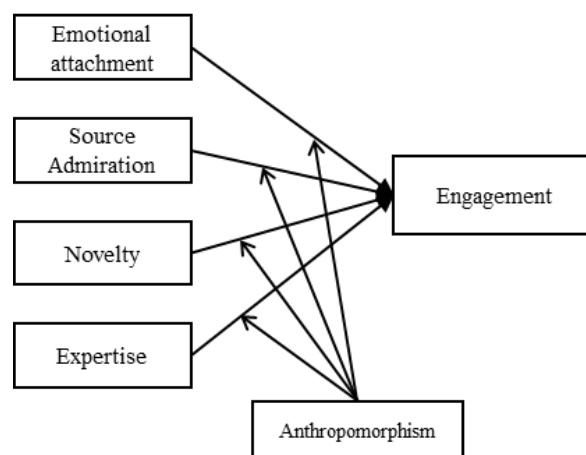 Emotional
attachment
Source
Admiration
Engagement
Novelty
Expertise
Anthropomorphism